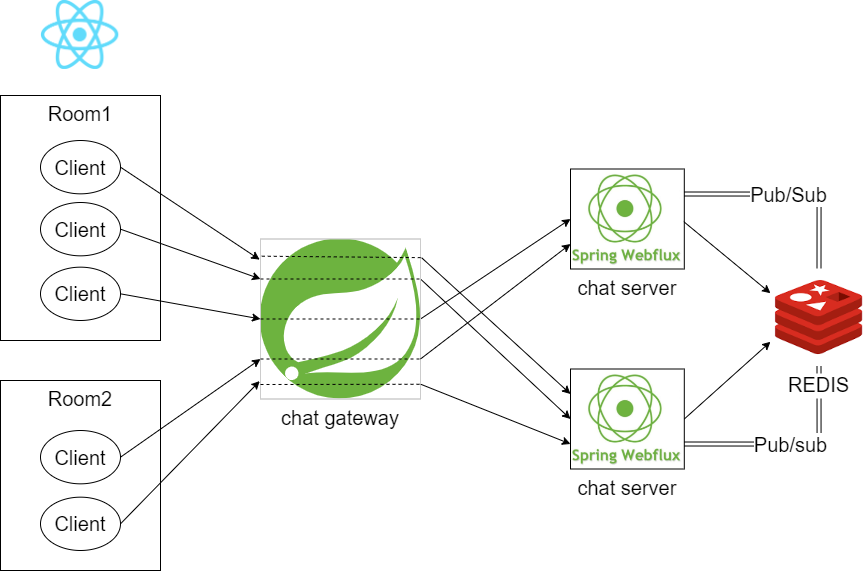 Room1
Client
Client
Client
Room2
Client
Client
chat gateway
Spring Webflux
chat server
Spring Webflux
chat server
Pub/Sub
REDIS
Pub/sub